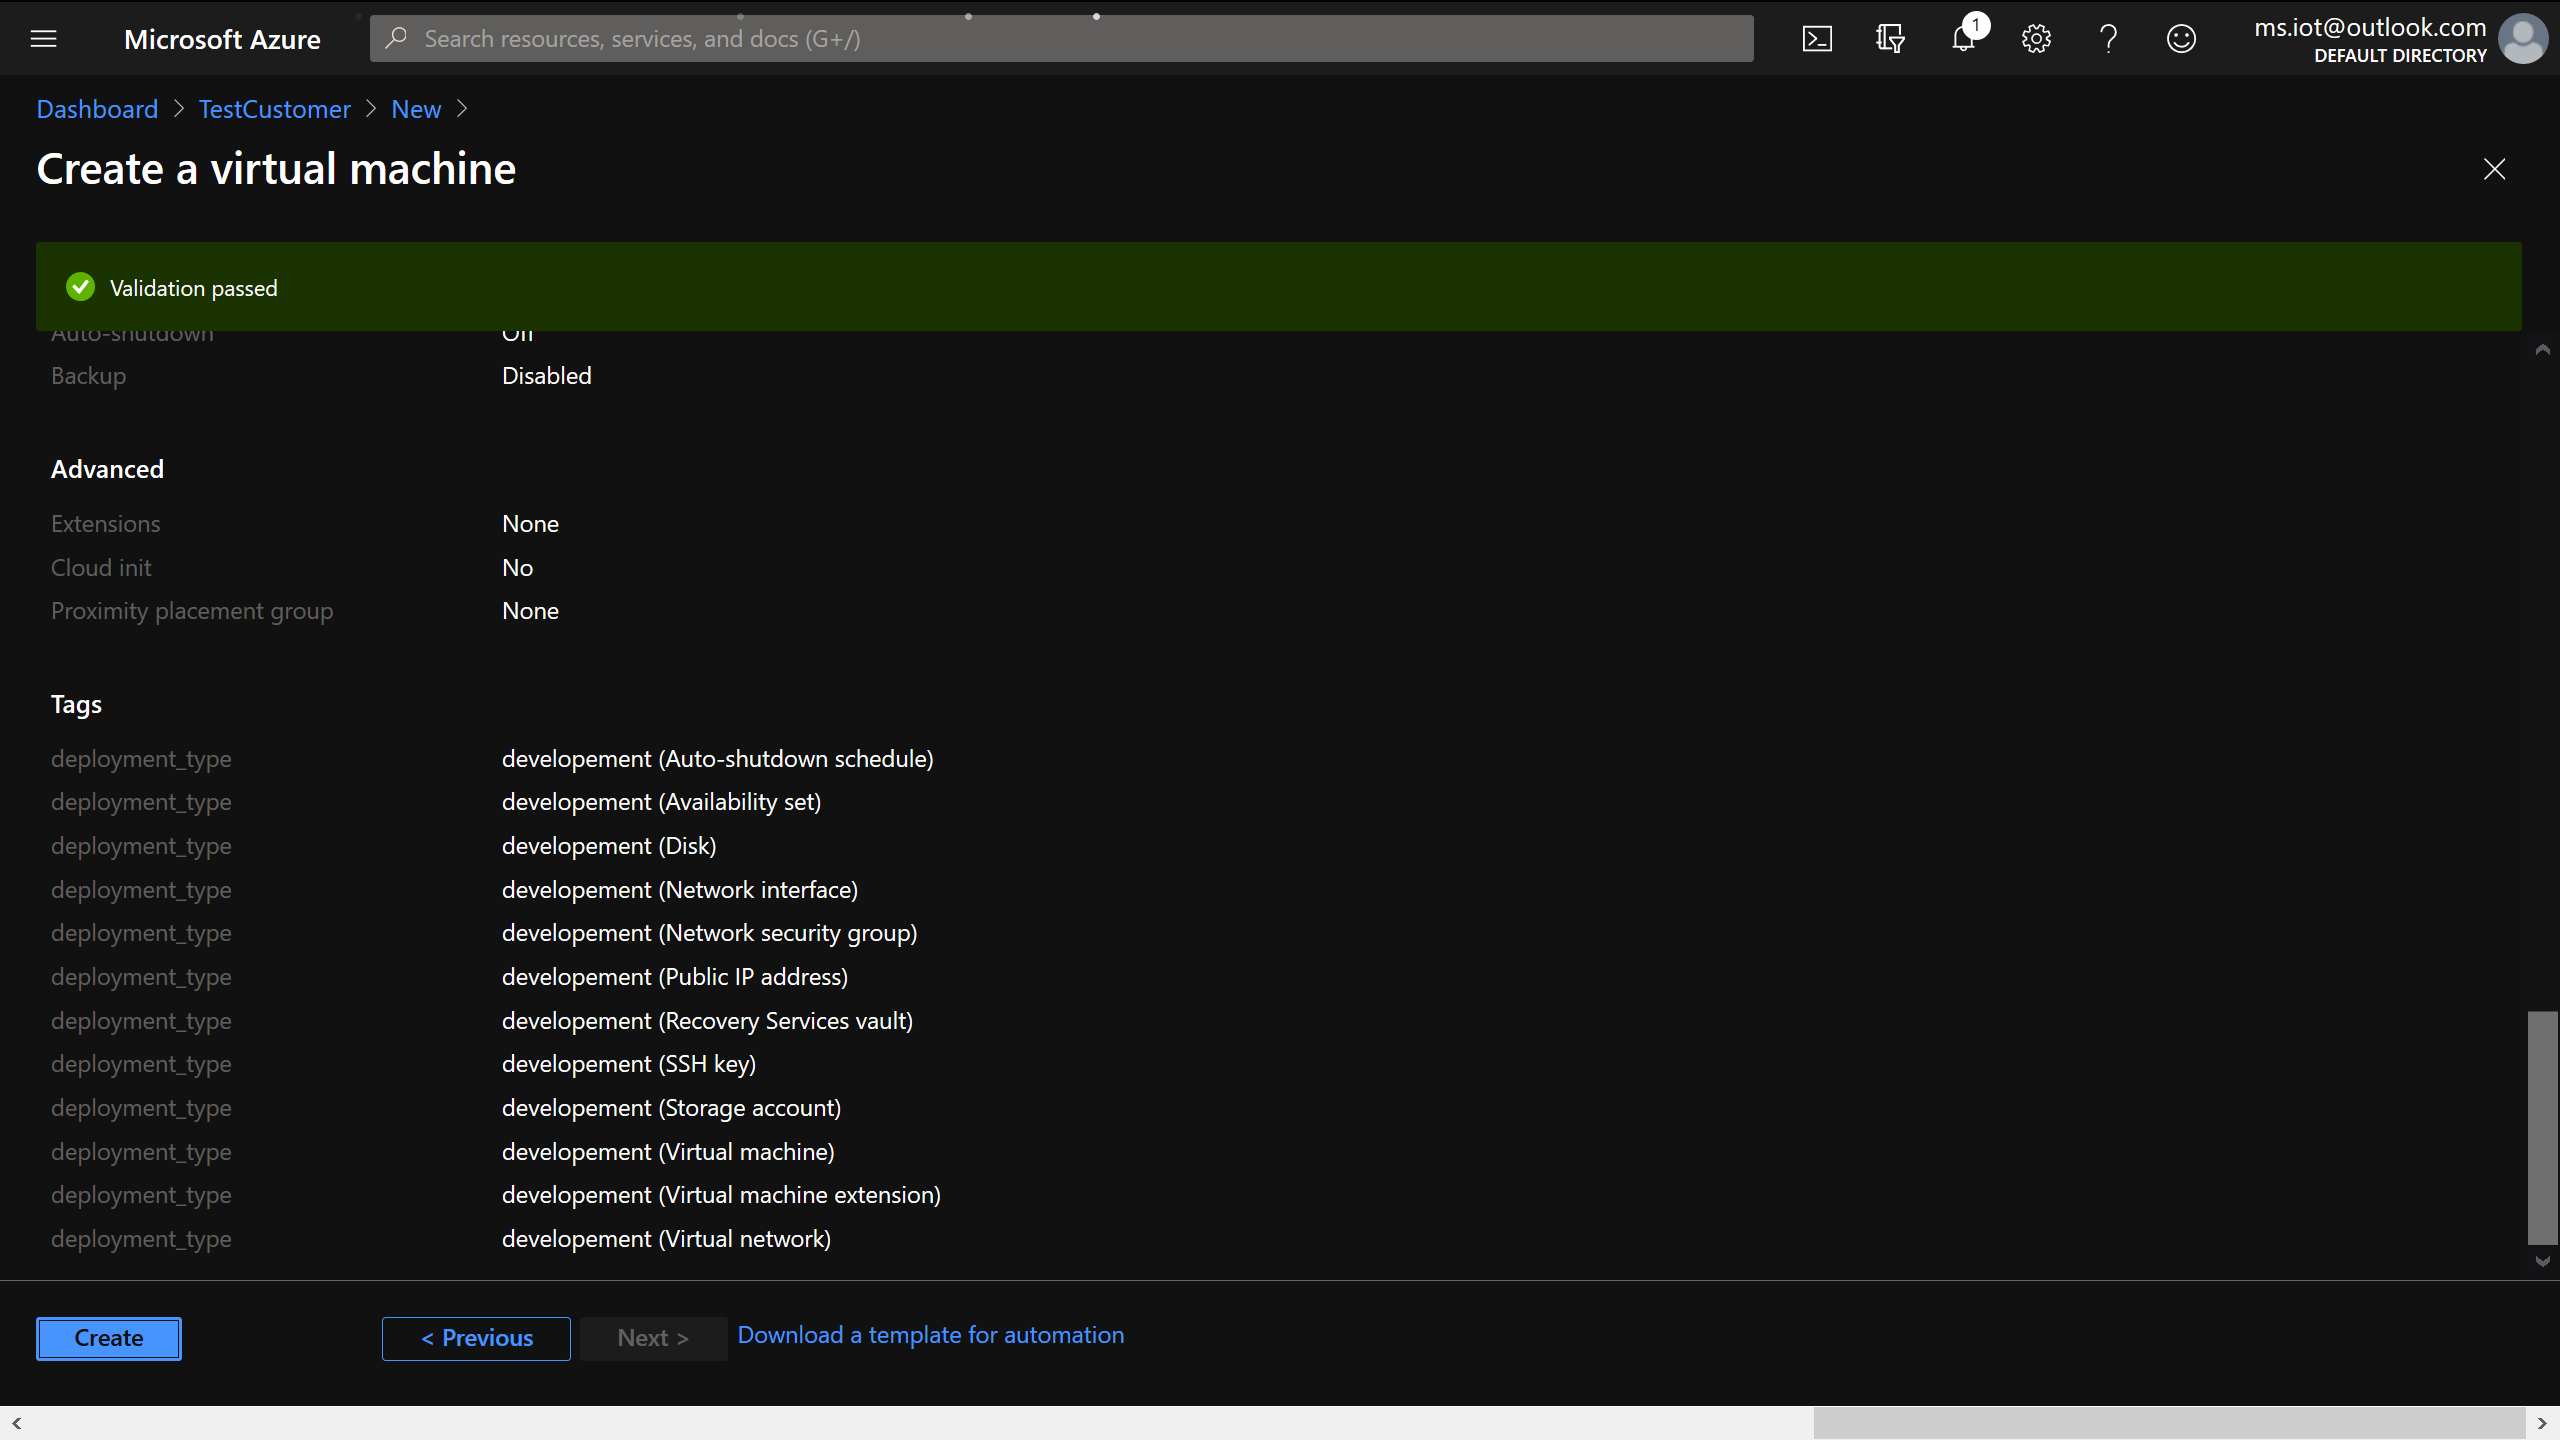 Microsoft Azure
Search resources, services, and docs (G+/)
1
ms.iot@outlook.com
DEFAULT DIRECTORY
Dashboard > TestCustomer > New >
Create a virtual machine
Validation passed
Auto-shutdown Off
Backup Disabled
Advanced
Extensions None
Cloud init No
Proximity placement group None
Tags
deployment_type developement (Auto-shutdown schedule)
deployment_type developement (Availability set)
deployment_type developement (Disk)
deployment_type developement (Network interface)
deployment_type developement (Network security group)
deployment_type developement (Public IP address)
deployment_type developement (Recovery Services vault)
deployment_type developement (SSH key)
deployment_type developement (Storage account)
deployment_type developement (Virtual machine)
deployment_type developement (Virtual machine extension)
deployment_type developement (Virtual network)
Create < Previous Next > Download a template for automation